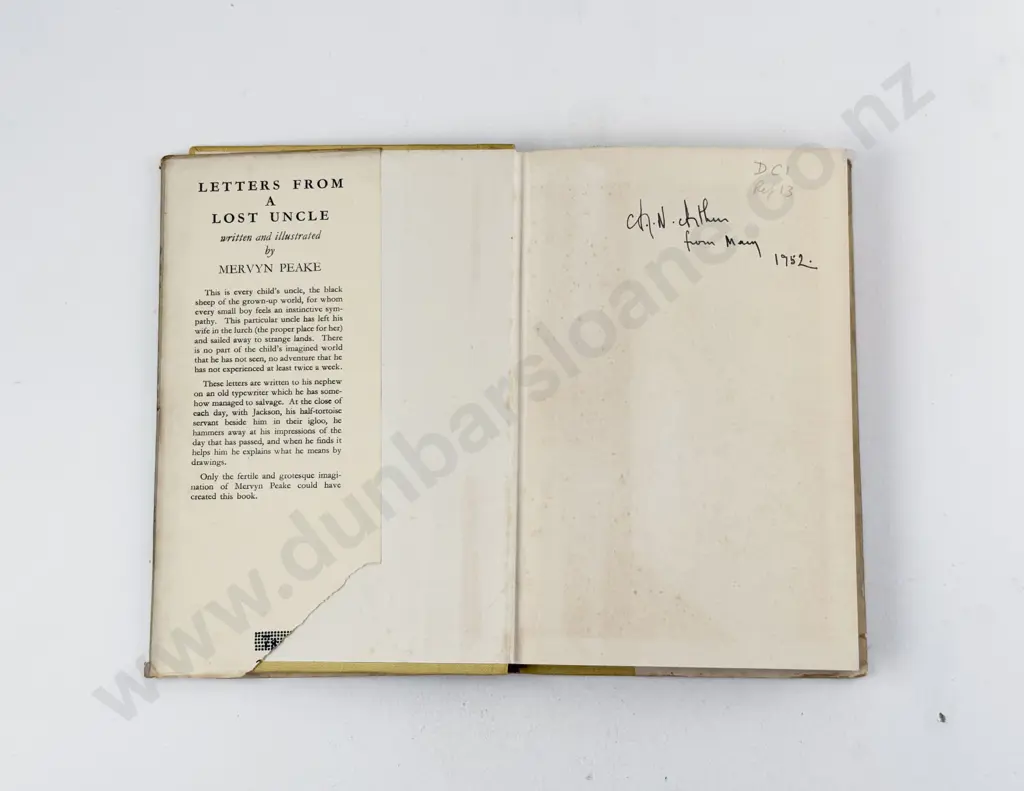 LETTERS FROM
A
LOST UNCLE
written and illustrated
by
MERVYN PEAKE
This is every child's uncle, the black
sheep of the grown-up world, for whom
every small boy feels an instinctive sym-
pathy. This particular uncle has left his
wife in the lurch (the proper place for her)
and sailed away to strange lands. There
is no part of the child's imagined world
that he has not seen, no adventure that he
has not experienced at least twice a week.
These letters are written to his nephew
on an old typewriter which he has some-
how managed to salvage. At the close of
each day, with Jackson, his half-tortoise
servant beside him in their igloo, he
hammers away at his impressions of the
day that has passed, and when he finds it
helps him he explains what he means by
drawings.
Only the fertile and grotesque imagi-
nation of Mervyn Peake could have
created this book.
N. Arthur
from Mary
1952.
www.dunbarsloane.co.nz